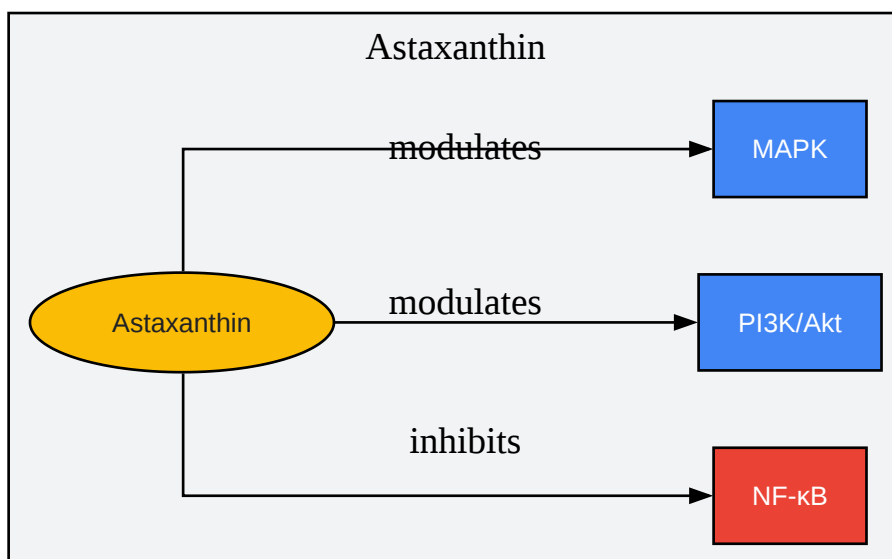 Astaxanthin
modulates
MAPK
Astaxanthin
modulates
PI3K/Akt
inhibits
NF-κB